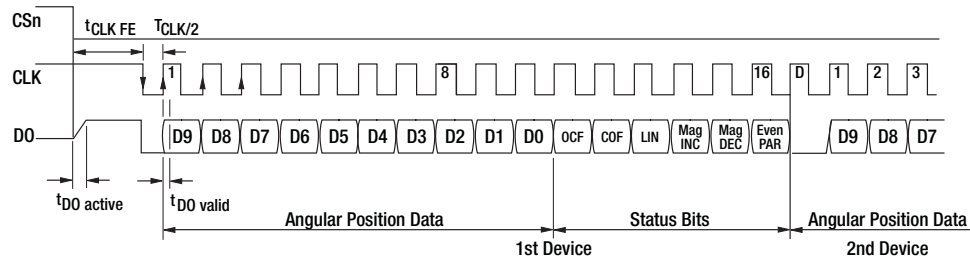 CSn
tCLK FE
TCLK/2
CLK
1
8
16
D
1
2
3
DO
D9
D8
D7
D6
D5
D4
D3
D2
D1
D0
OCF
COF
LIN
Mag
INC
Mag
DEC
Even
PAR
D9
D8
D7
tDO active
tDO valid
Angular Position Data
Status Bits
Angular Position Data
1st Device
2nd Device